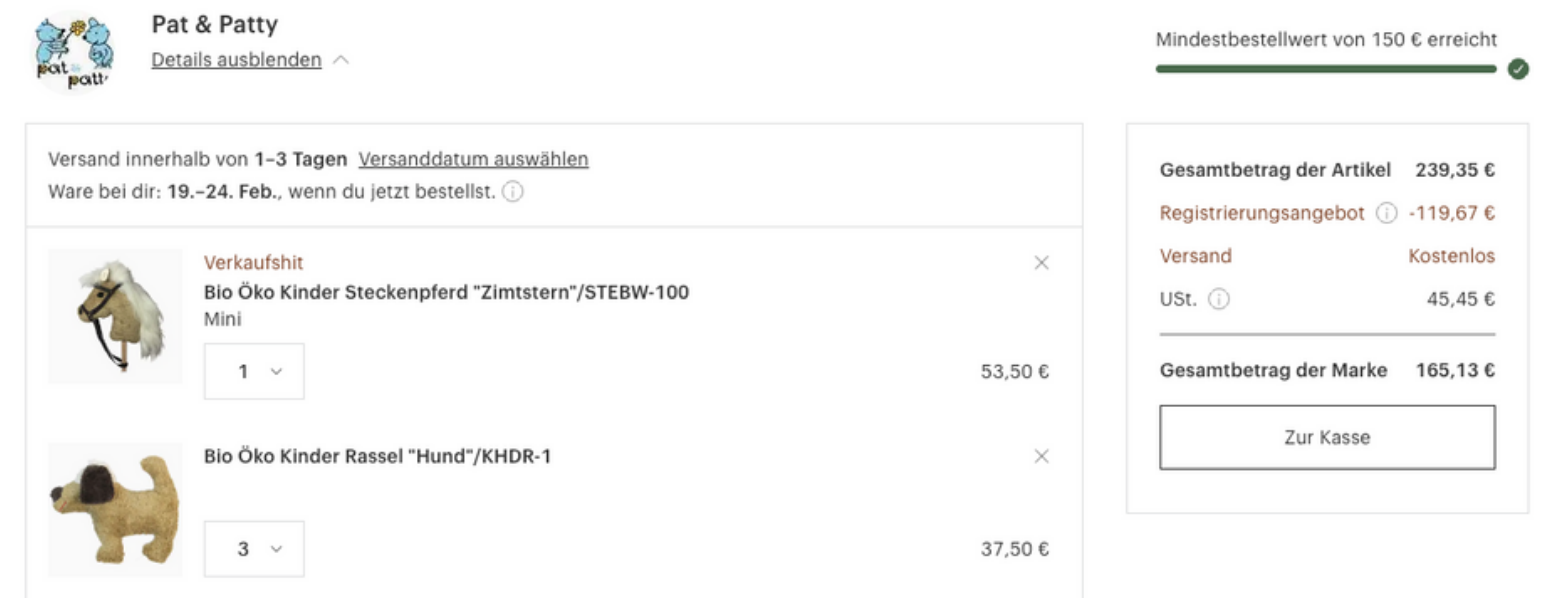 Pat & Patty
Details ausblenden
pat &
patty
Mindestbestellwert von 150 € erreicht
Versand innerhalb von 1–3 Tagen Versanddatum auswählen
Ware bei dir: 19.–24. Feb., wenn du jetzt bestellst.
Verkaufshit
Bio Öko Kinder Steckenpferd "Zimtstern"/STEBW-100
Mini
1
53,50 €
Bio Öko Kinder Rassel "Hund"/KHDR-1
3
37,50 €
Gesamtbetrag der Artikel 239,35 €
Registrierungsangebot -119,67 €
Versand Kostenlos
USt. 45,45 €
Gesamtbetrag der Marke 165,13 €
Zur Kasse